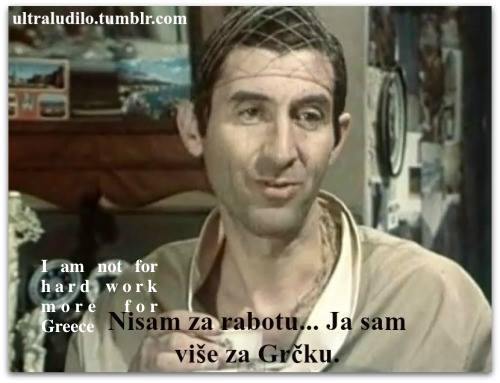 ultraludilo.tumblr.com
I am not for
hard work
more for
Greece
Nisam za rabotu... Ja sam
više za Grčku.